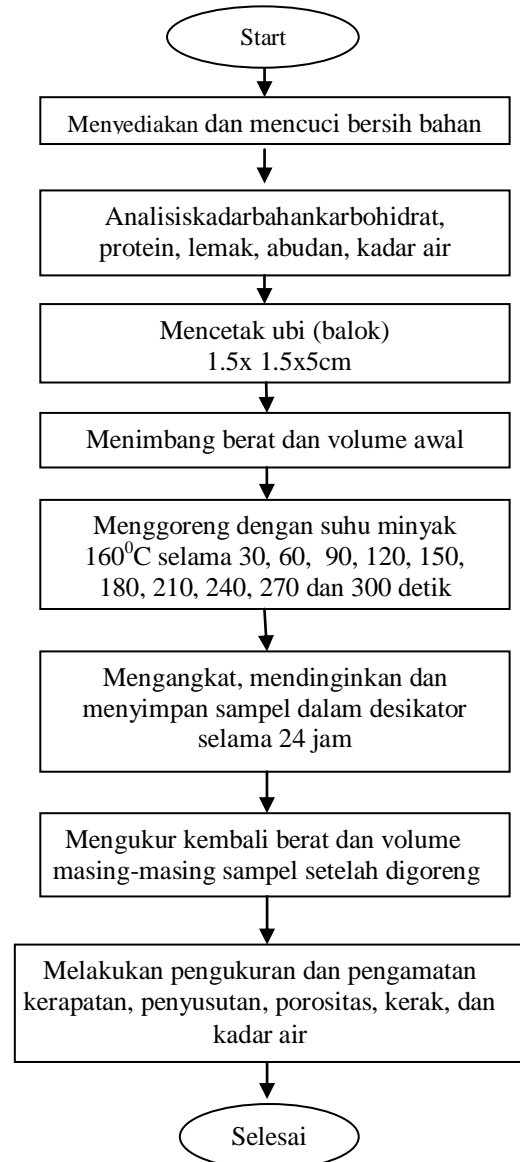 Start
Menyediakan dan mencuci bersih bahan
Analisiskadarbahankarbohidrat,
protein, lemak, abudan, kadar air
Mencetak ubi (balok)
1.5x 1.5x5cm
Menimbang berat dan volume awal
Menggoreng dengan suhu minyak
160⁰C selama 30, 60,  90, 120, 150,
180, 210, 240, 270 dan 300 detik
Mengangkat, mendinginkan dan
menyimpan sampel dalam desikator
selama 24 jam
Mengukur kembali berat dan volume
masing-masing sampel setelah digoreng
Melakukan pengukuran dan pengamatan
kerapatan, penyusutan, porositas, kerak, dan
kadar air
Selesai